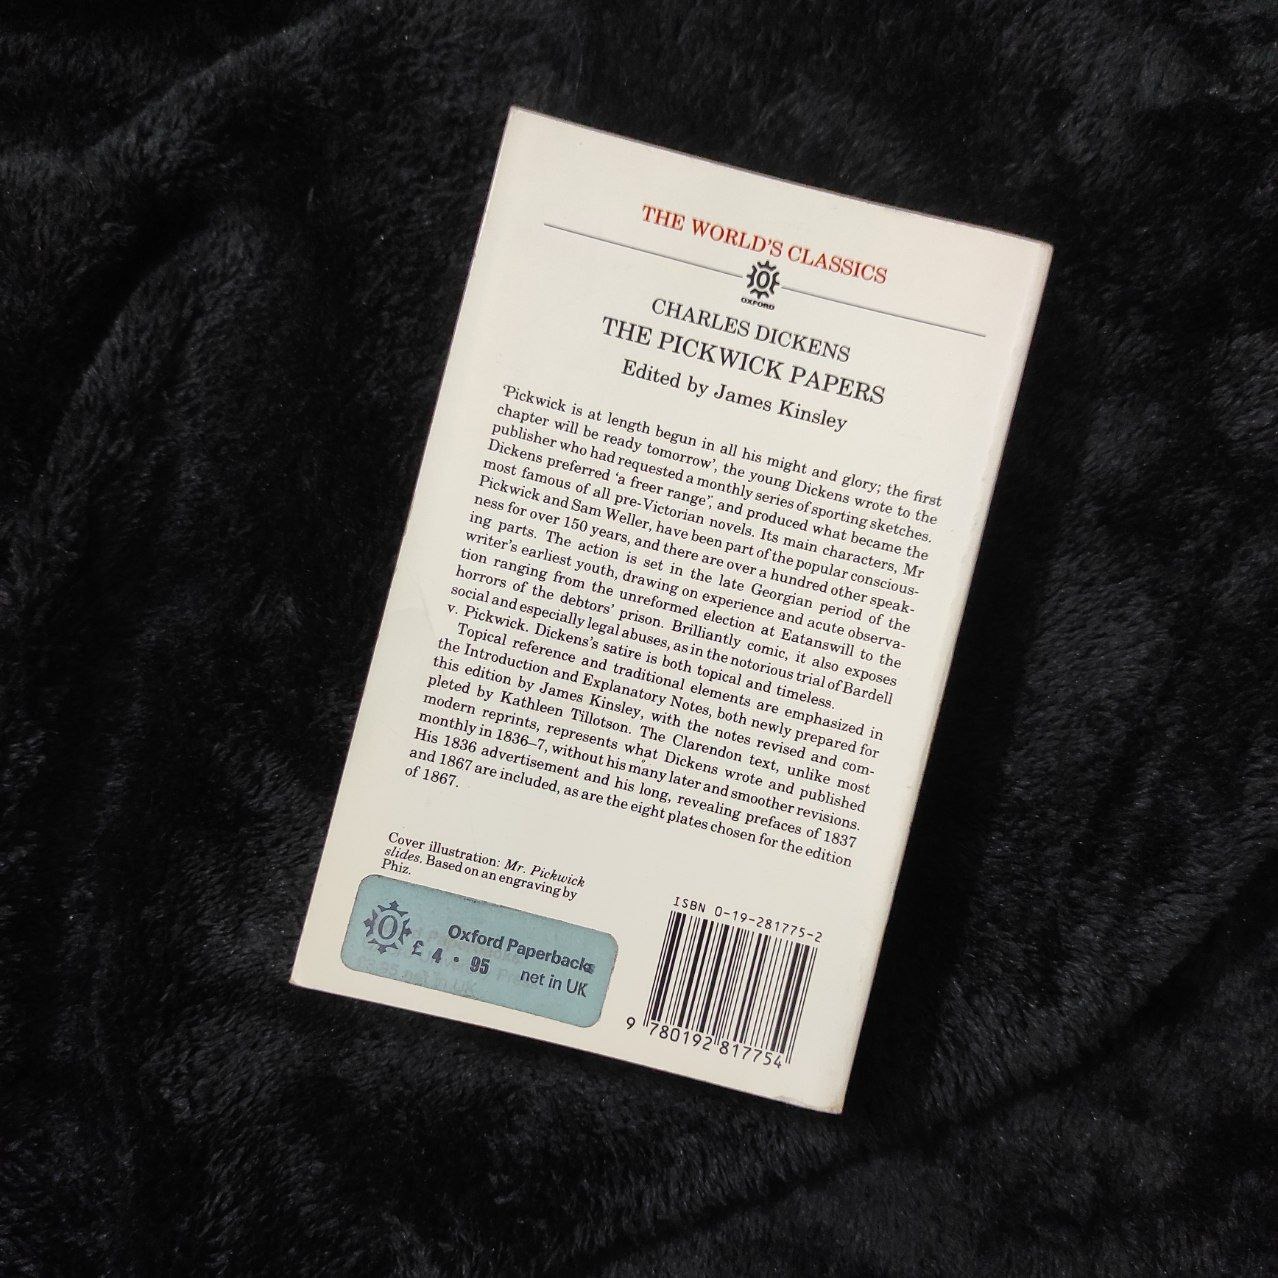 THE WORLD'S CLASSICS
O
OXFORD
CHARLES DICKENS
THE PICKWICK PAPERS
Edited by James Kinsley
'Pickwick is at length begun in all his might and glory; the first
chapter will be ready tomorrow', the young Dickens wrote to the
publisher who had requested a monthly series of sporting sketches.
Dickens preferred 'a freer range', and produced what became the
most famous of all pre-Victorian novels. Its main characters, Mr
Pickwick and Sam Weller, have been part of the popular conscious-
ness for over 150 years, and there are over a hundred other speak-
ing parts. The action is set in the late Georgian period of the
writer's earliest youth, drawing on experience and acute observa-
tion ranging from the unreformed election at Eatanswill to the
horrors of the debtors' prison. Brilliantly comic, it also exposes
social and especially legal abuses, as in the notorious trial of Bardell
v. Pickwick. Dickens's satire is both topical and timeless.
Topical reference and traditional elements are emphasized in
the Introduction and Explanatory Notes, both newly prepared for
this edition by James Kinsley, with the notes revised and com-
pleted by Kathleen Tillotson. The Clarendon text, unlike most
modern reprints, represents what Dickens wrote and published
monthly in 1836–7, without his many later and smoother revisions.
His 1836 advertisement and his long, revealing prefaces of 1837
and 1867 are included, as are the eight plates chosen for the edition
of 1867.
Cover illustration: Mr. Pickwick
slides. Based on an engraving by
Phiz.
O
Oxford Paperbacks
£ 4 · 95 net in UK
ISBN 0-19-281775-2
9 780192 817754